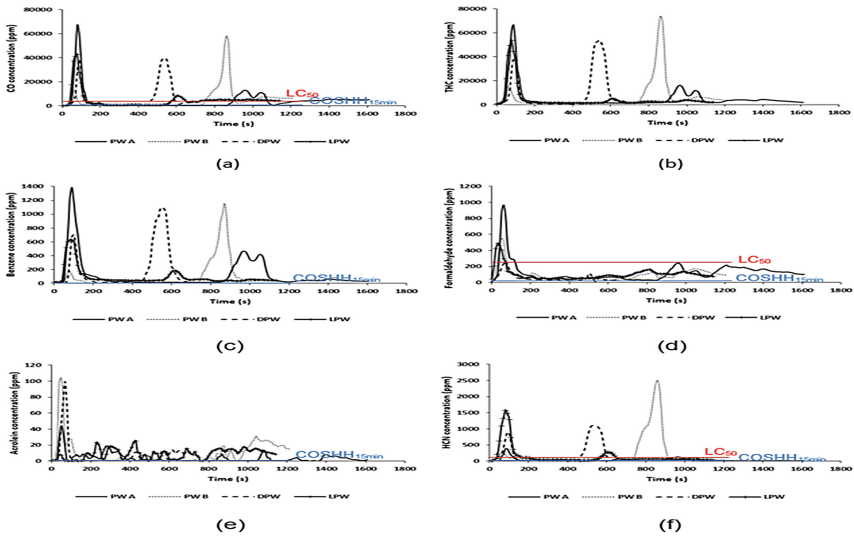 CO concentration (ppm)
80000
60000
40000
20000
0
LC50
COSHH15min
0 200 400 600 800 1000 1200 1400 1600 1800
Time (s)
PW A PW B DPW LPW
(a)
THC concentration (ppm)
80000
70000
60000
50000
40000
30000
20000
10000
0
0 200 400 600 800 1000 1200 1400 1600 1800
Time (s)
PW A PW B DPW LPW
(b)
Benzene concentration (ppm)
1400
1200
1000
800
600
400
200
0
COSHH15min
0 200 400 600 800 1000 1200 1400 1600 1800
Time (s)
PW A PW B DPW LPW
(c)
Formaldehyde concentration (ppm)
1200
1000
800
600
400
200
0
LC50
COSHH15min
0 200 400 600 800 1000 1200 1400 1600 1800
Time (s)
PW A PW B DPW LPW
(d)
Acrolein concentration (ppm)
120
100
80
60
40
20
0
COSHH15min
0 200 400 600 800 1000 1200 1400 1600 1800
Time (s)
PW A PW B DPW LPW
(e)
HCN concentration (ppm)
3000
2500
2000
1500
1000
500
0
LC50
COSHH15min
0 200 400 600 800 1000 1200 1400 1600 1800
Time (s)
PW A PW B DPW LPW
(f)